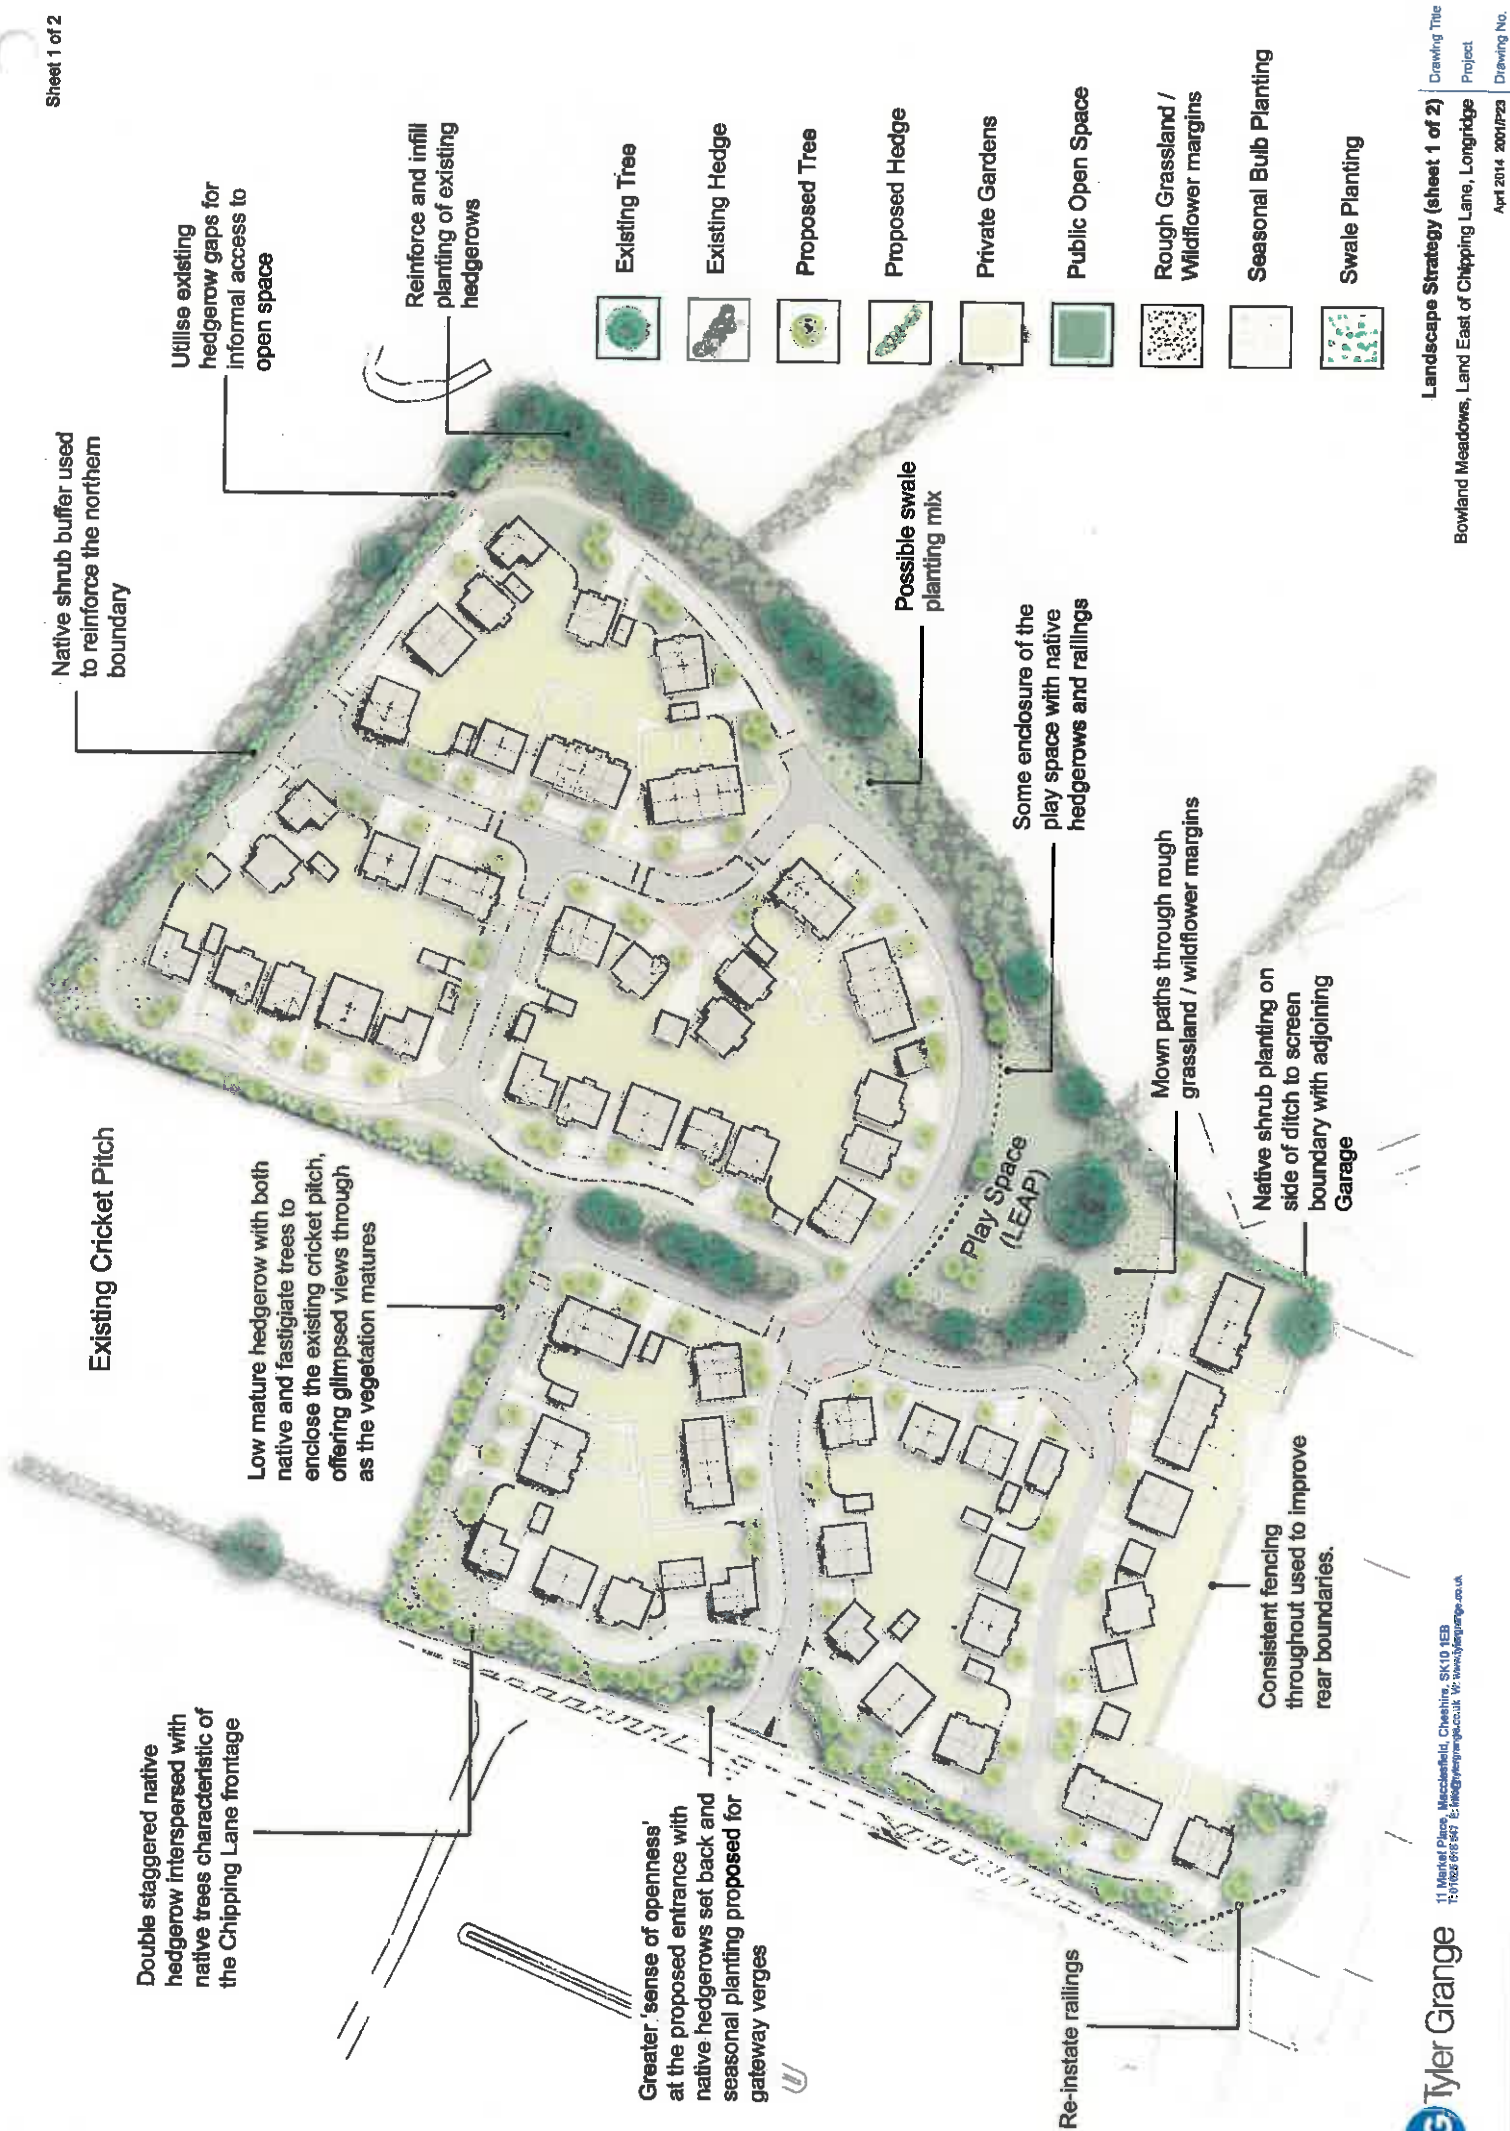 Sheet 1 of 2
Native shrub buffer used
to reinforce the northern
boundary
Utilise existing
hedgerow gaps for
informal access to
open space
Reinforce and infill
planting of existing
hedgerows
Existing Cricket Pitch
Low mature hedgerow with both
native and fastigiate trees to
enclose the existing cricket pitch,
offering glimpsed views through
as the vegetation matures
Double staggered native
hedgerow interspersed with
native trees characteristic of
the Chipping Lane frontage
Greater 'sense of openness'
at the proposed entrance with
native hedgerows set back and
seasonal planting proposed for
gateway verges
Re-instate railings
Consistent fencing
throughout used to improve
rear boundaries.
Native shrub planting on
side of ditch to screen
boundary with adjoining
Garage
Mown paths through rough
grassland / wildflower margins
Play Space
(LEAP)
Some enclosure of the
play space with native
hedgerows and railings
Possible swale
planting mix
Existing Tree
Existing Hedge
Proposed Tree
Proposed Hedge
Private Gardens
Public Open Space
Rough Grassland /
Wildflower margins
Seasonal Bulb Planting
Swale Planting
G Tyler Grange
11 Market Place, Macclesfield, Cheshire, SK10 1EB
Landscape Strategy (sheet 1 of 2) Drawing Title
Bowland Meadows, Land East of Chipping Lane, Longridge Project
April 2014 2001/P23 Drawing No.